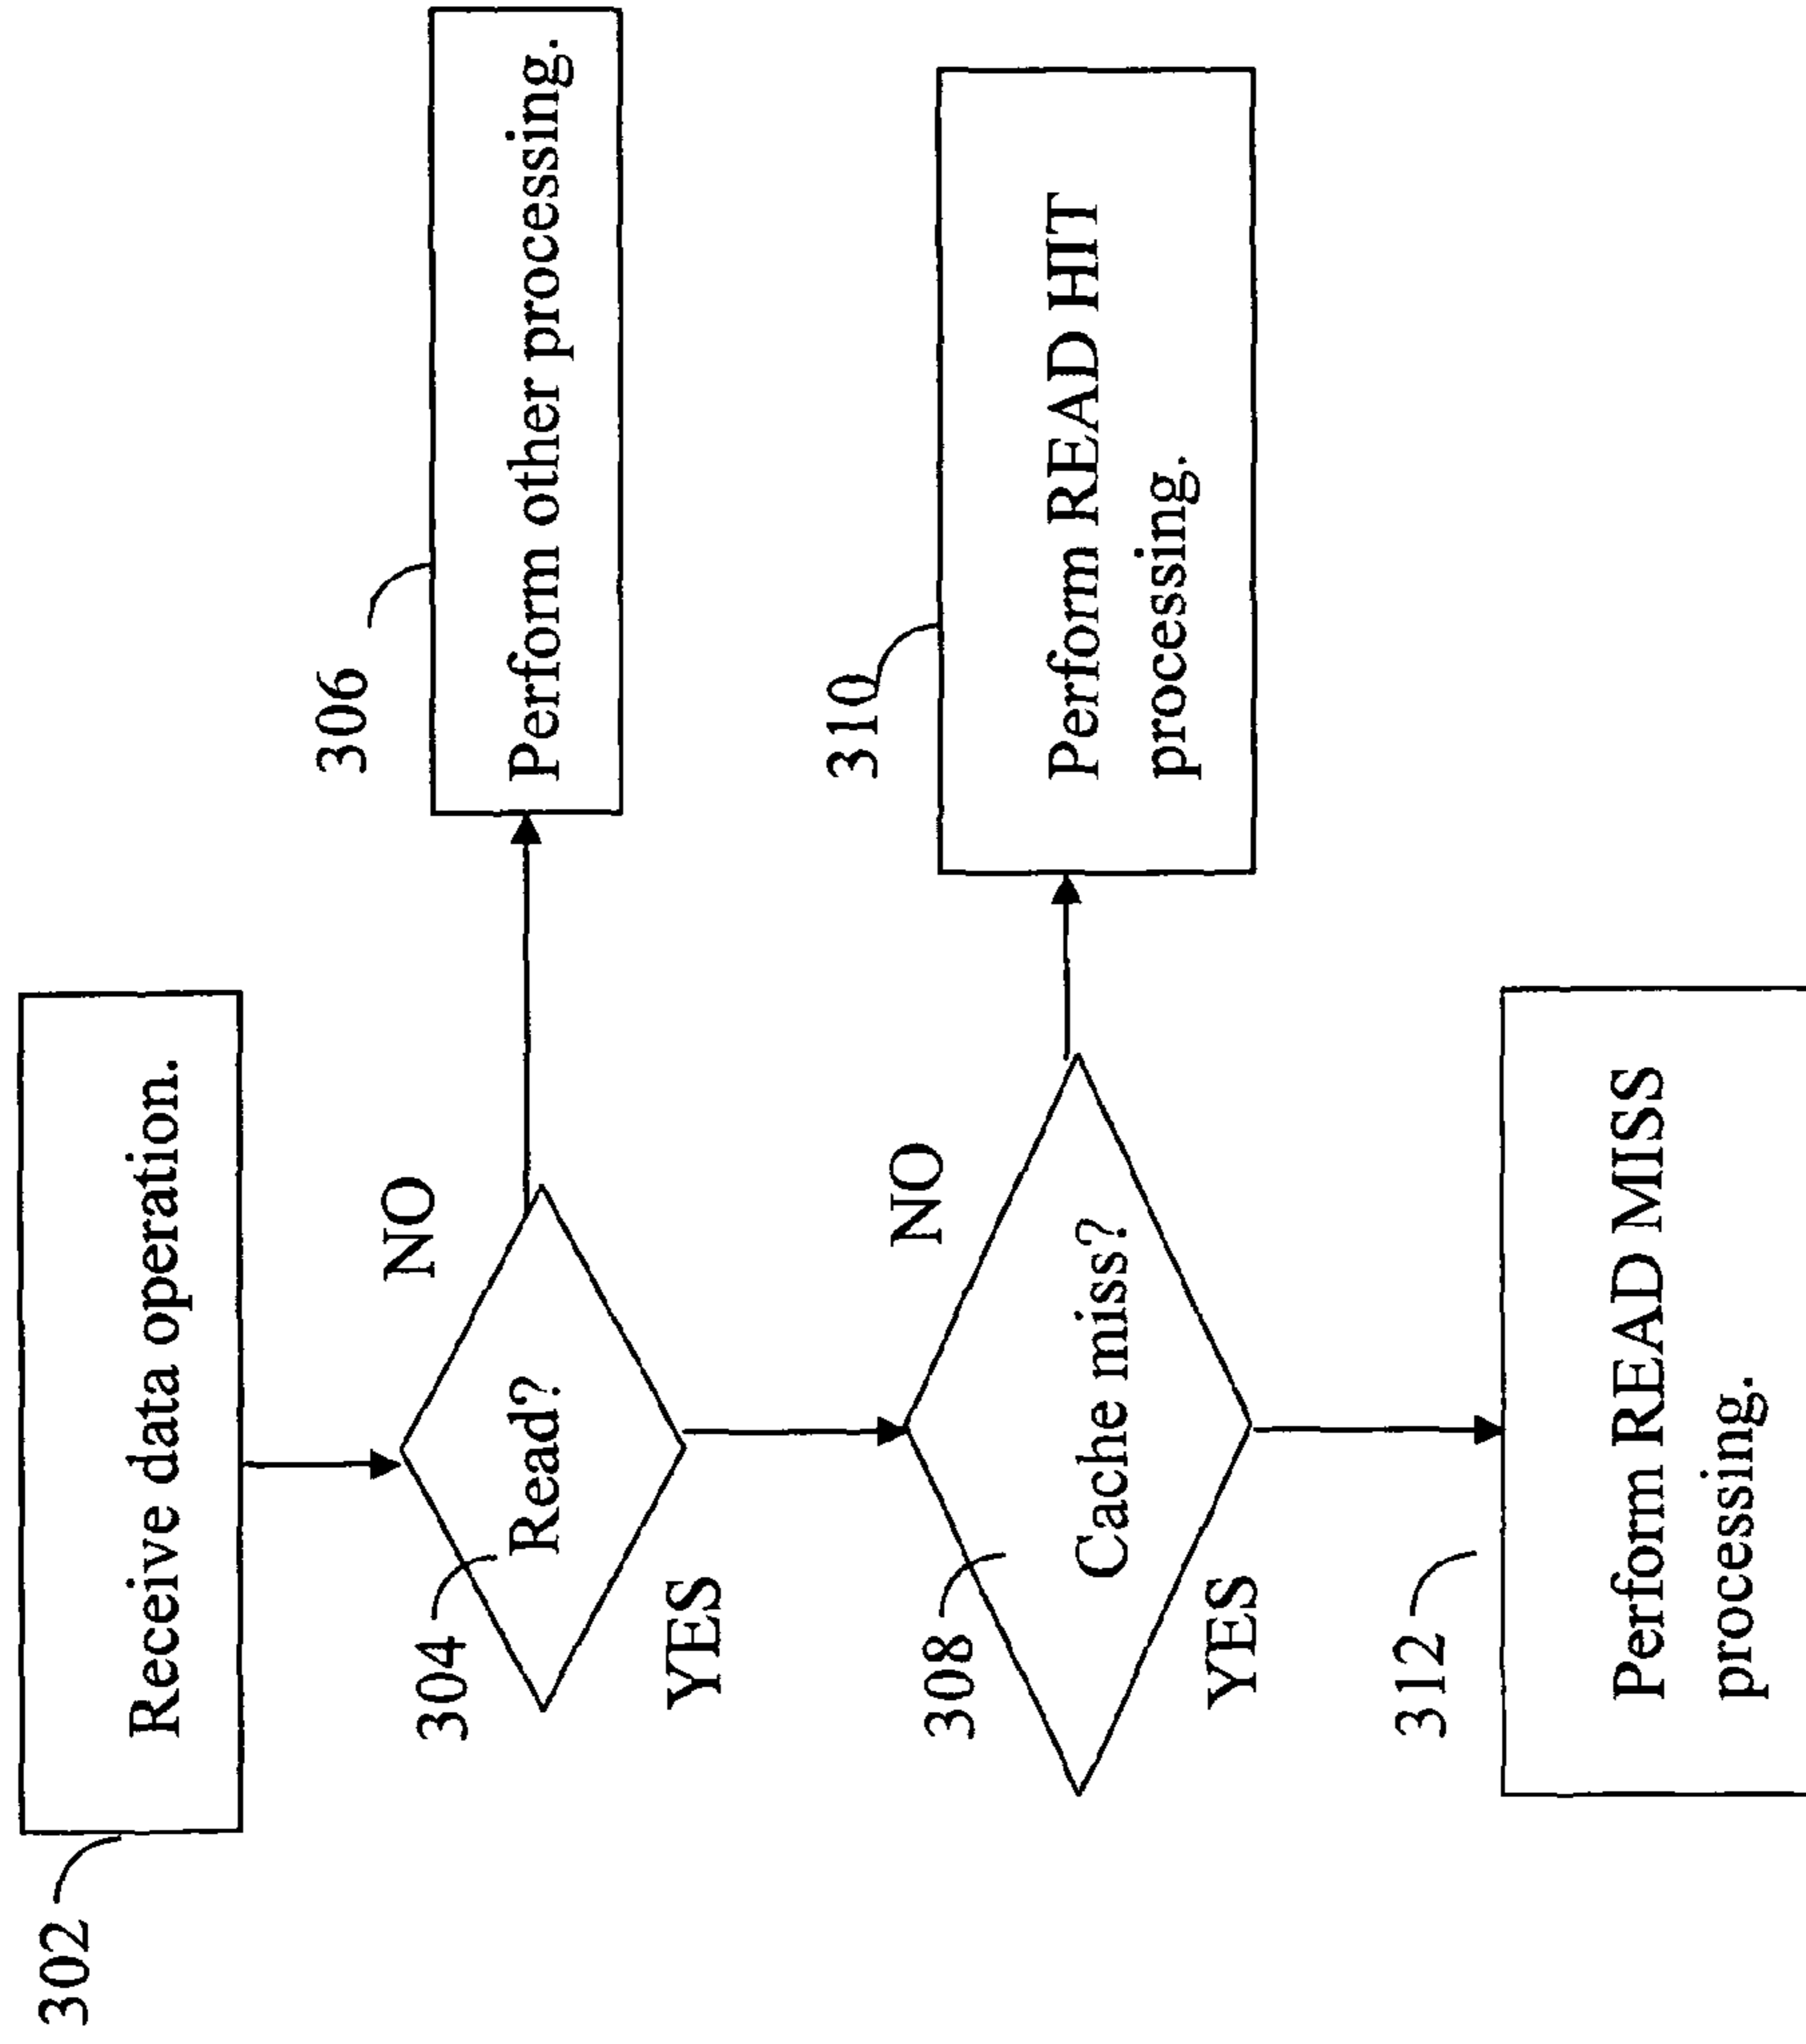 302
Receive data operation.
304
Read?
NO
306
Perform other processing.
YES
308
Cache miss?
NO
310
Perform READ HIT
processing.
YES
312
Perform READ MISS
processing.